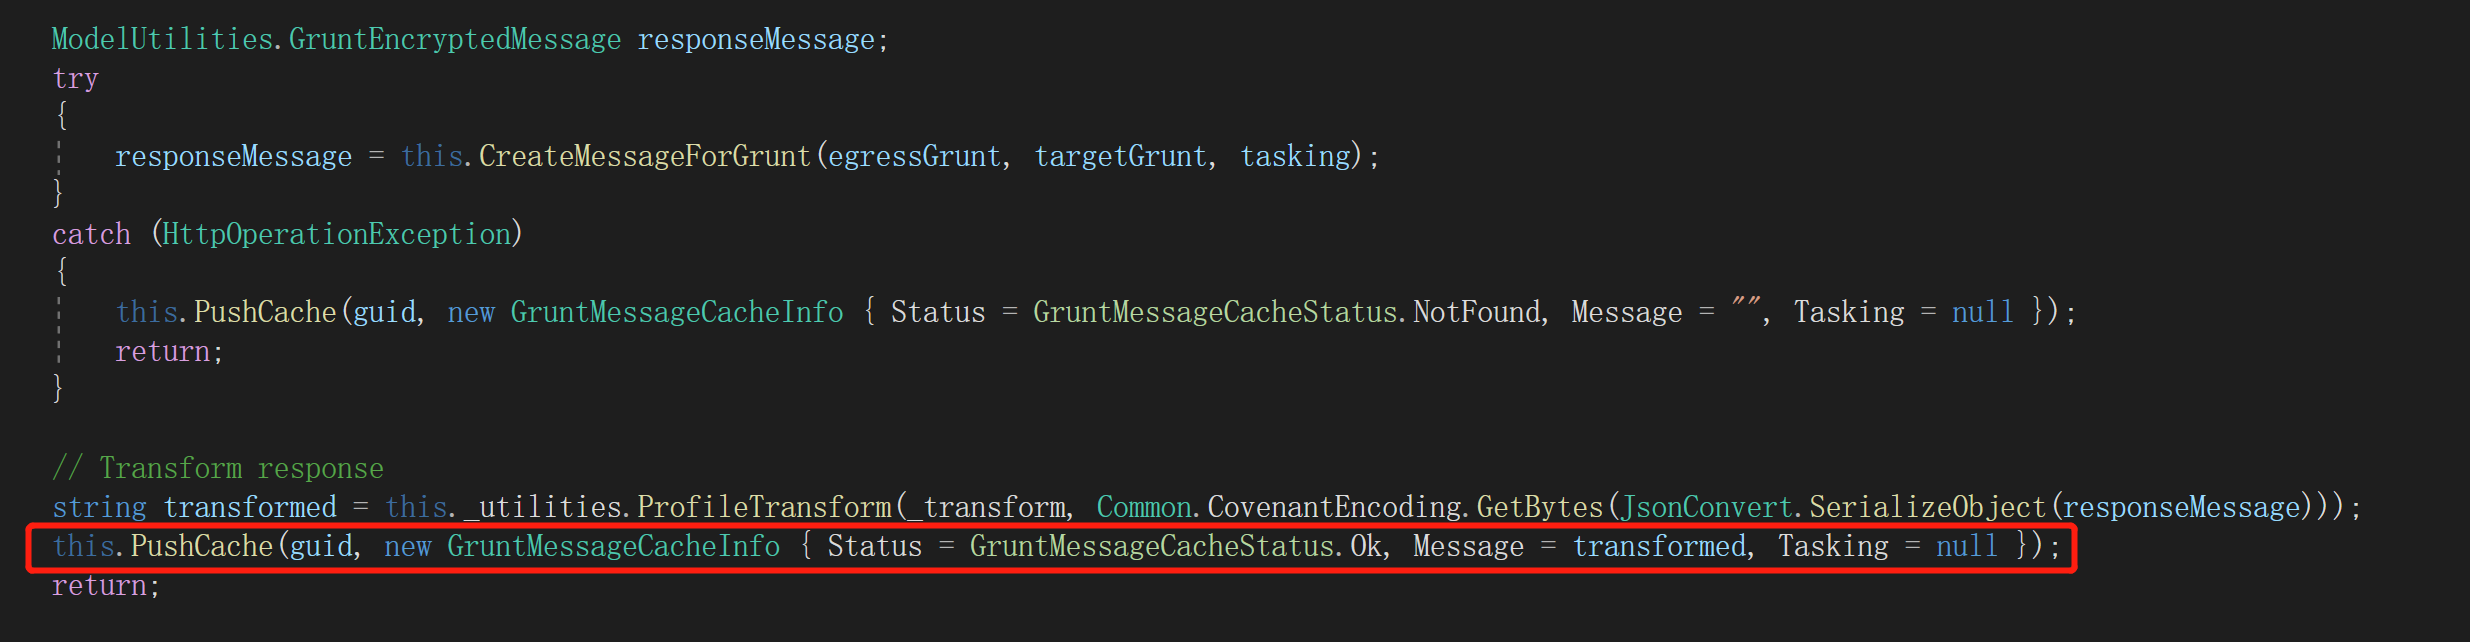 ModelUtilities.GruntEncryptedMessage responseMessage;
try
{
responseMessage = this.CreateMessageForGrunt(egressGrunt, targetGrunt, tasking);
}
catch (HttpOperationException)
{
this.PushCache(guid, new GruntMessageCacheInfo { Status = GruntMessageCacheStatus.NotFound, Message = "", Tasking = null });
return;
}
// Transform response
string transformed = this._utilities.ProfileTransform(_transform, Common.CovenantEncoding.GetBytes(JsonConvert.SerializeObject(responseMessage)));
this.PushCache(guid, new GruntMessageCacheInfo { Status = GruntMessageCacheStatus.Ok, Message = transformed, Tasking = null });
return;